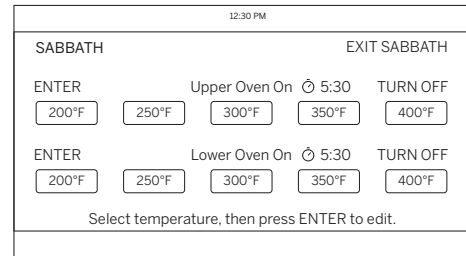 12:30 PM
SABBATH EXIT SABBATH
ENTER Upper Oven On 5:30 TURN OFF
200°F 250°F 300°F 350°F 400°F
ENTER Lower Oven On 5:30 TURN OFF
200°F 250°F 300°F 350°F 400°F
Select temperature, then press ENTER to edit.